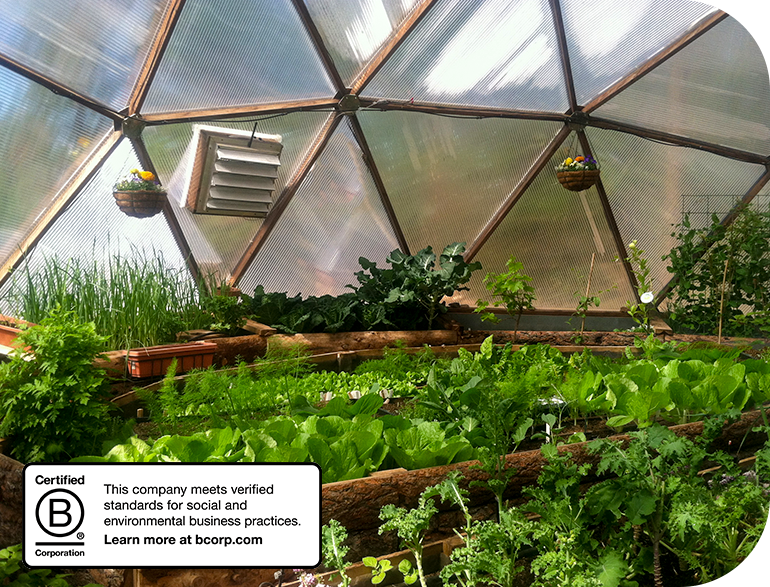 Certified
B®
Corporation
This company meets verified
standards for social and
environmental business practices.
Learn more at bcorp.com